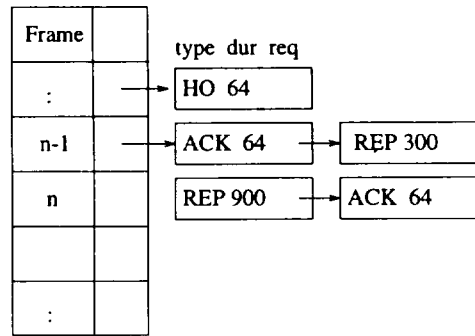 Frame
type dur req
:
HO 64
n-1
ACK 64
REP 300
n
REP 900
ACK 64
: